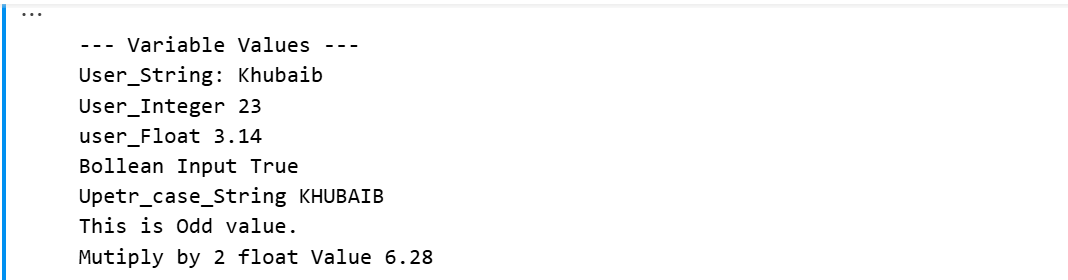 ...
--- Variable Values ---
User_String: Khubaib
User_Integer 23
user_Float 3.14
Bollean Input True
Upetr_case_String KHUBAIB
This is Odd value.
Mutiply by 2 float Value 6.28